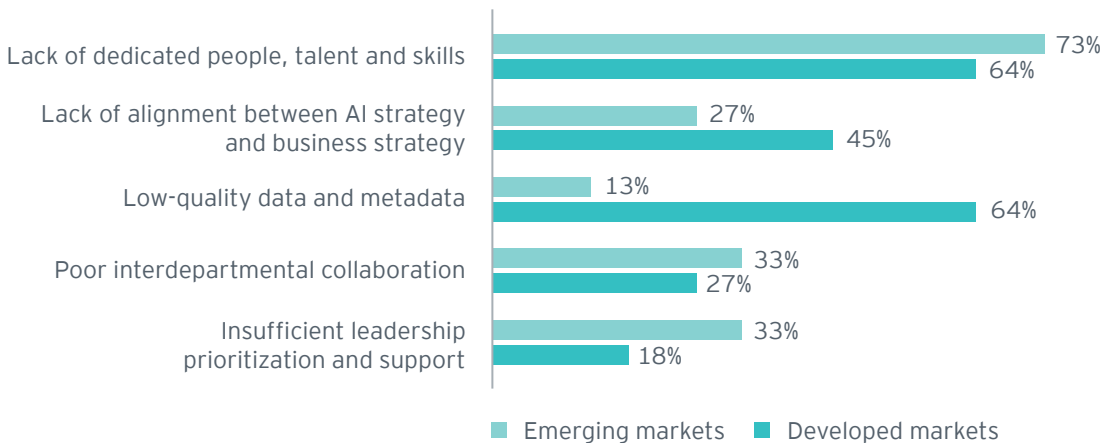 73%
Lack of dedicated people, talent and skills
64%
Lack of alignment between AI strategy
and business strategy
27%
45%
13%
Low-quality data and metadata
64%
33%
Poor interdepartmental collaboration
27%
Insufficient leadership
prioritization and support
33%
18%
Emerging markets
Developed markets